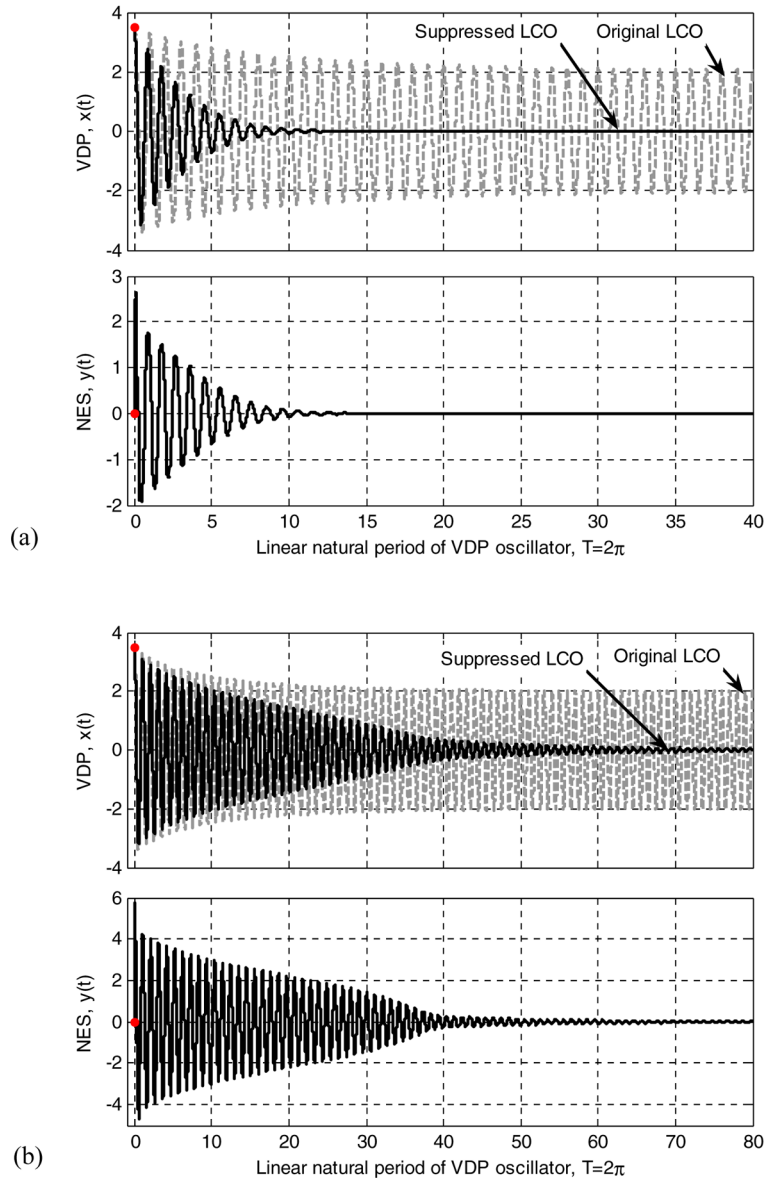 Suppressed LCO Original LCO
4
2
0
-2
-4
VDP, x(t)
3
2
1
0
-1
-2
NES, y(t)
0 5 10 15 20 25 30 35 40
Linear natural period of VDP oscillator, T=2π
(a)
Suppressed LCO Original LCO
4
2
0
-2
-4
VDP, x(t)
6
4
2
0
-2
-4
NES, y(t)
0 10 20 30 40 50 60 70 80
Linear natural period of VDP oscillator, T=2π
(b)